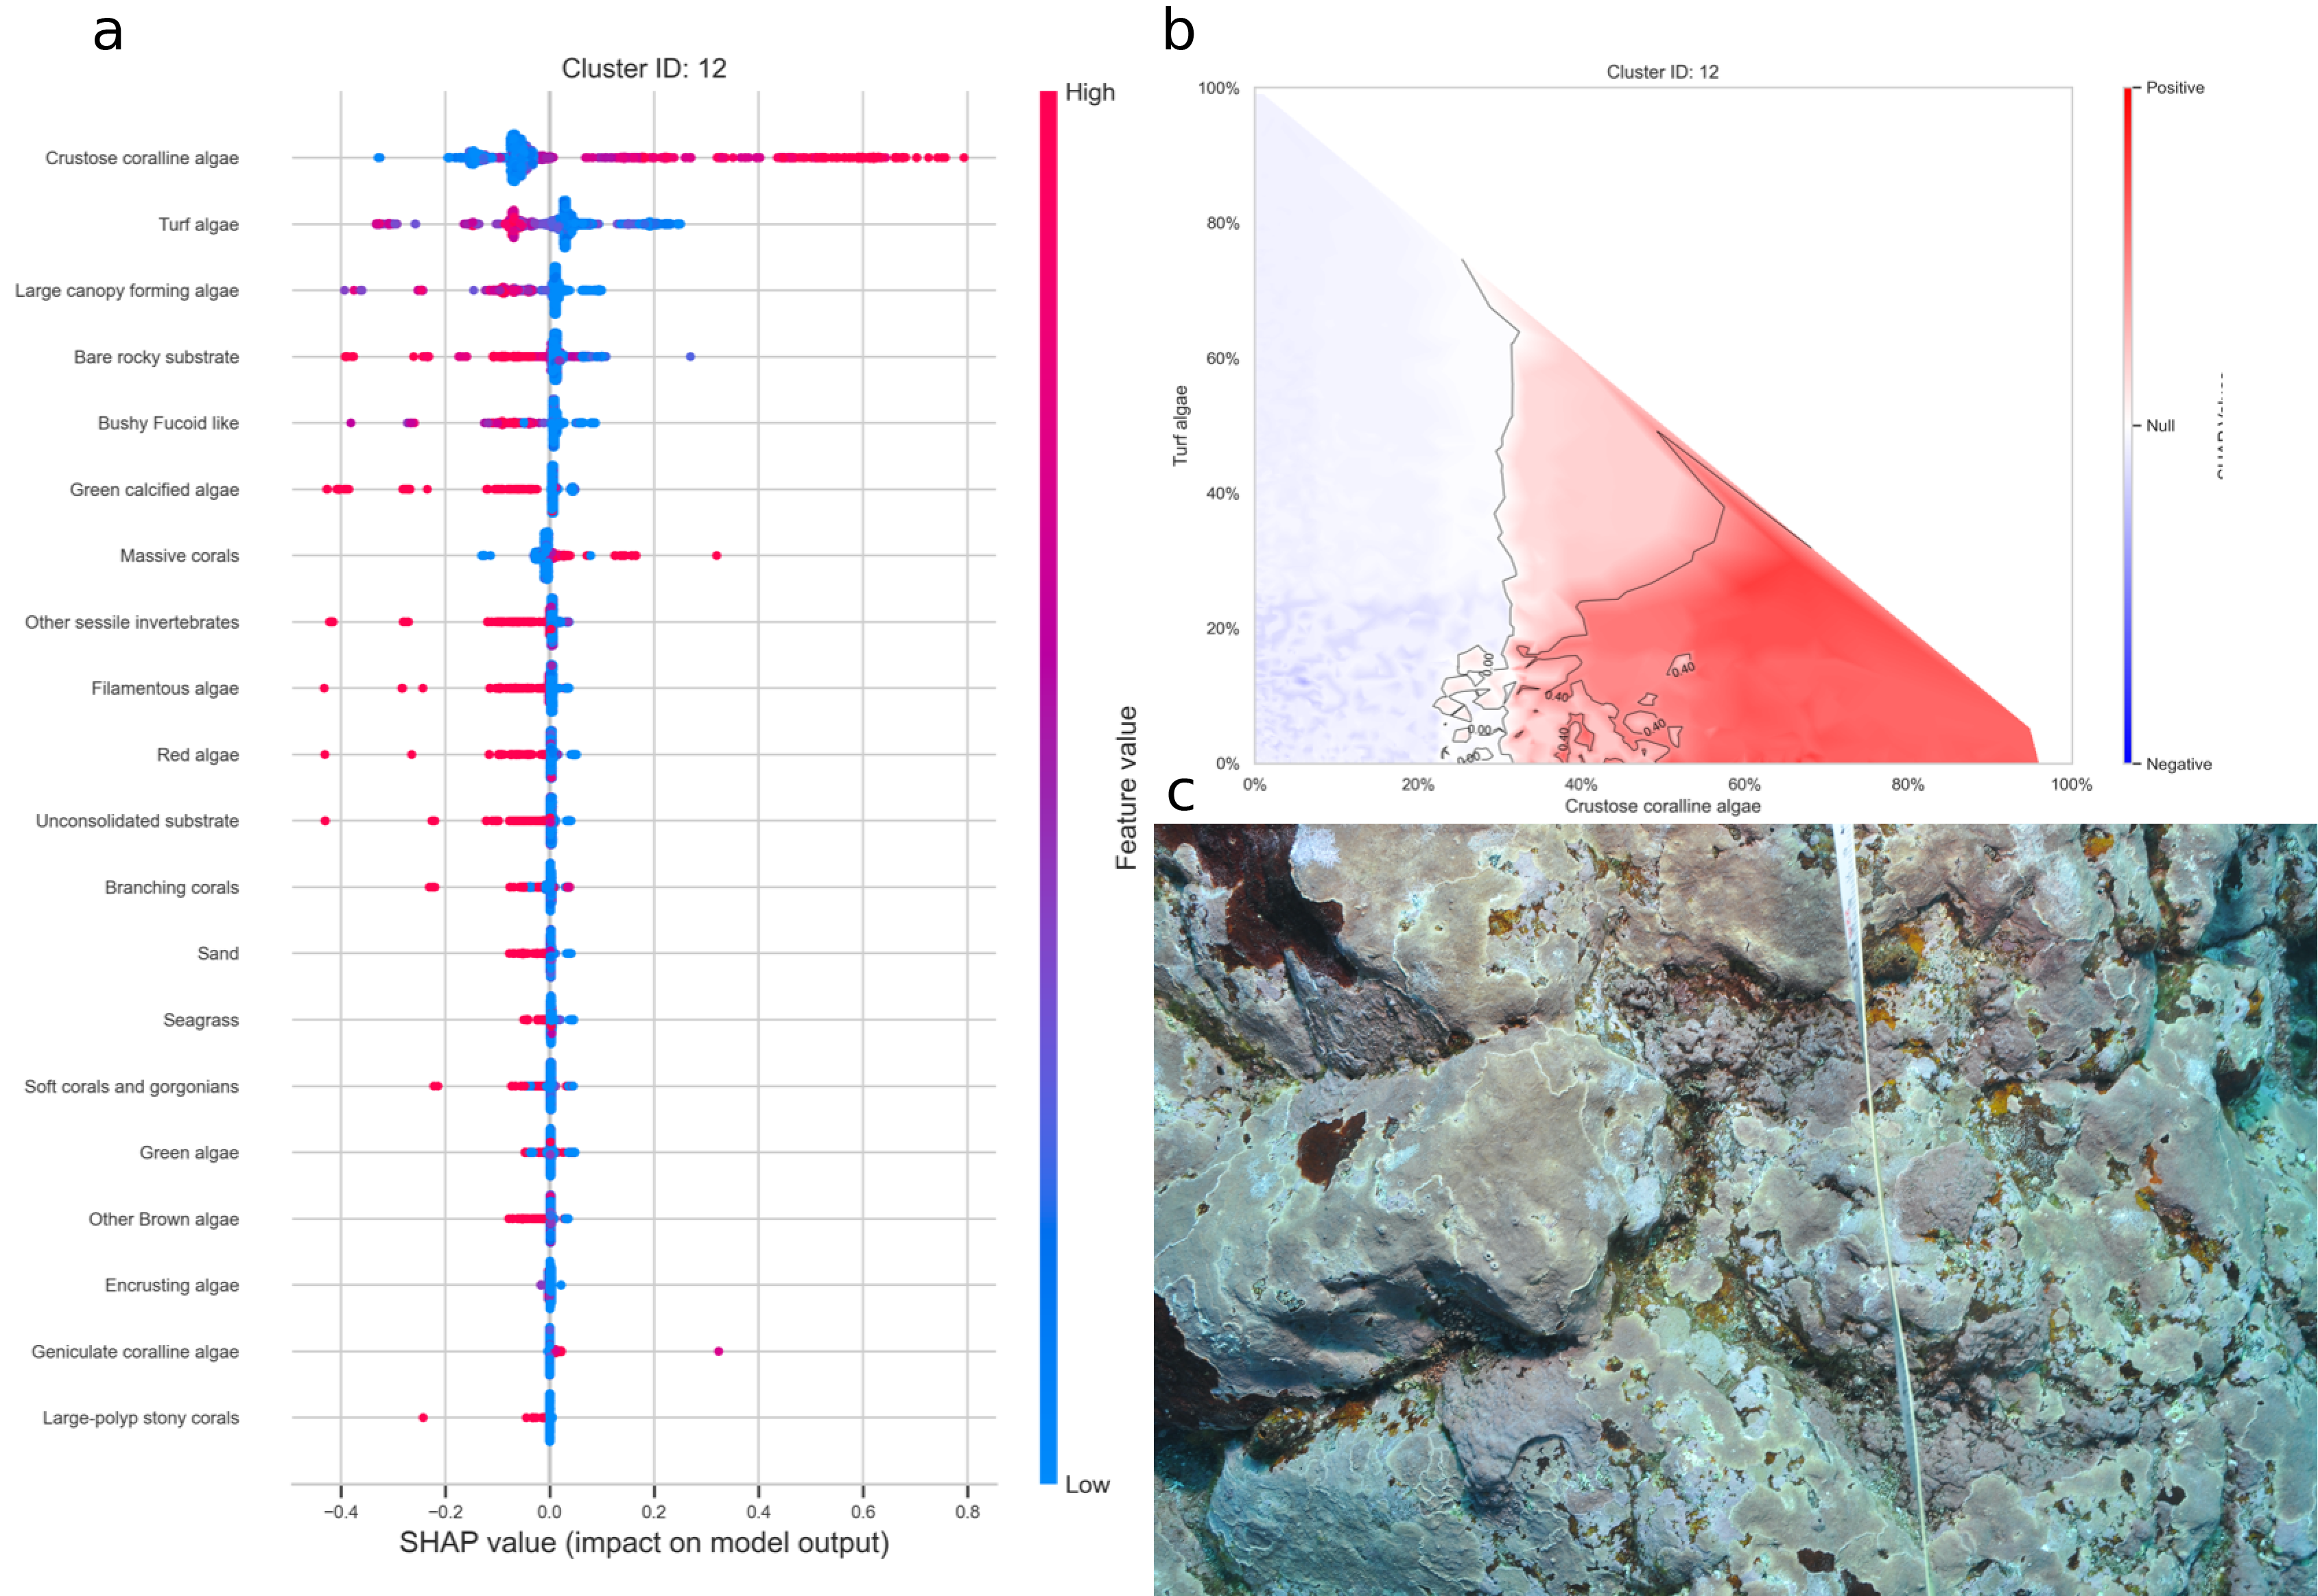 a
Cluster ID: 12
High
Crustose coralline algae
Turf algae
Large canopy forming algae
Bare rocky substrate
Bushy Fucoid like
Green calcified algae
Massive corals
Other sessile invertebrates
Filamentous algae
Red algae
Unconsolidated substrate
Branching corals
Sand
Seagrass
Soft corals and gorgonians
Green algae
Other Brown algae
Encrusting algae
Geniculate coralline algae
Large-polyp stony corals
Feature value
Low
−0.4 −0.2 0.0 0.2 0.4 0.6 0.8
SHAP value (impact on model output)
b
Cluster ID: 12
100%
80%
60%
40%
20%
0%
Turf algae
0.00
0.00
0.00
0.40
0.40
0.40
0.40
0% 20% 40% 60% 80% 100%
Crustose coralline algae
Positive
Null
Negative
c